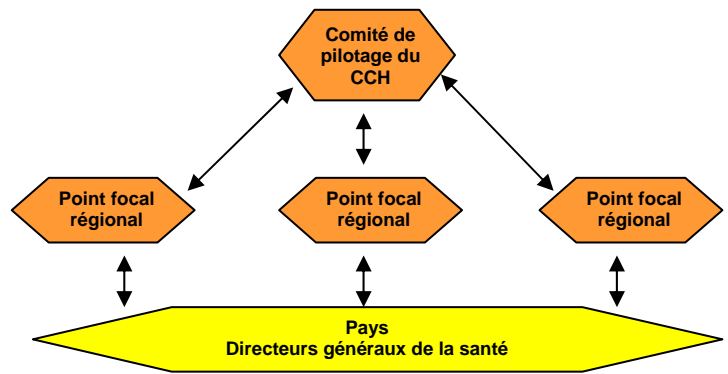 Comité de
pilotage du
CCH
Point focal
régional
Point focal
régional
Point focal
régional
Pays
Directeurs généraux de la santé